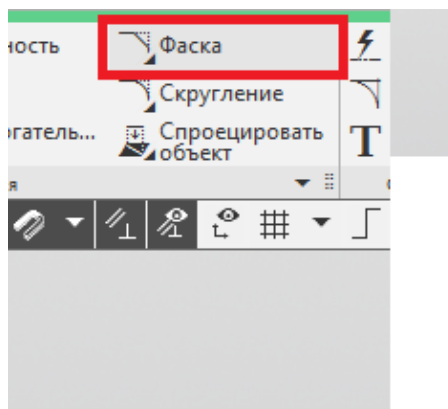 ность Фаска
Скругление
огатель... Спроецировать
объект
T
я